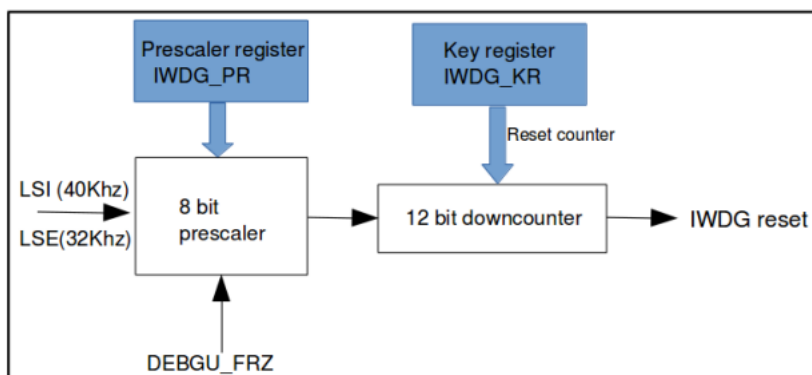 Prescaler register
IWDG_PR
Key register
IWDG_KR
Reset counter
LSI (40Khz)
LSE(32Khz)
8 bit
prescaler
12 bit downcounter
IWDG reset
DEBGU_FRZ